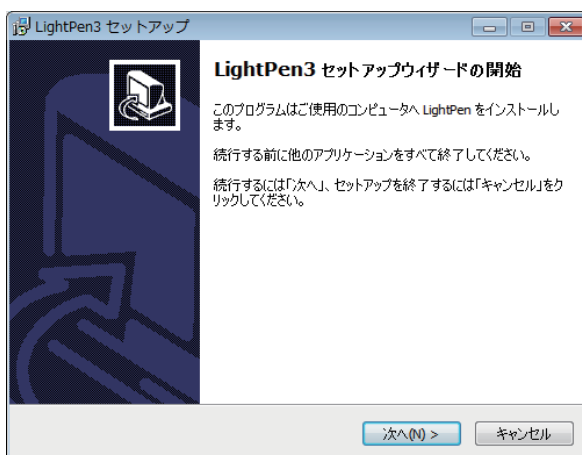 LightPen3 セットアップ
LightPen3 セットアップウィザードの開始
このプログラムはご使用のコンピュータへ LightPen をインストールし
ます。
続行する前に他のアプリケーションをすべて終了してください。
続行するには「次へ」、セットアップを終了するには「キャンセル」をク
リックしてください。
次へ(N) >
キャンセル